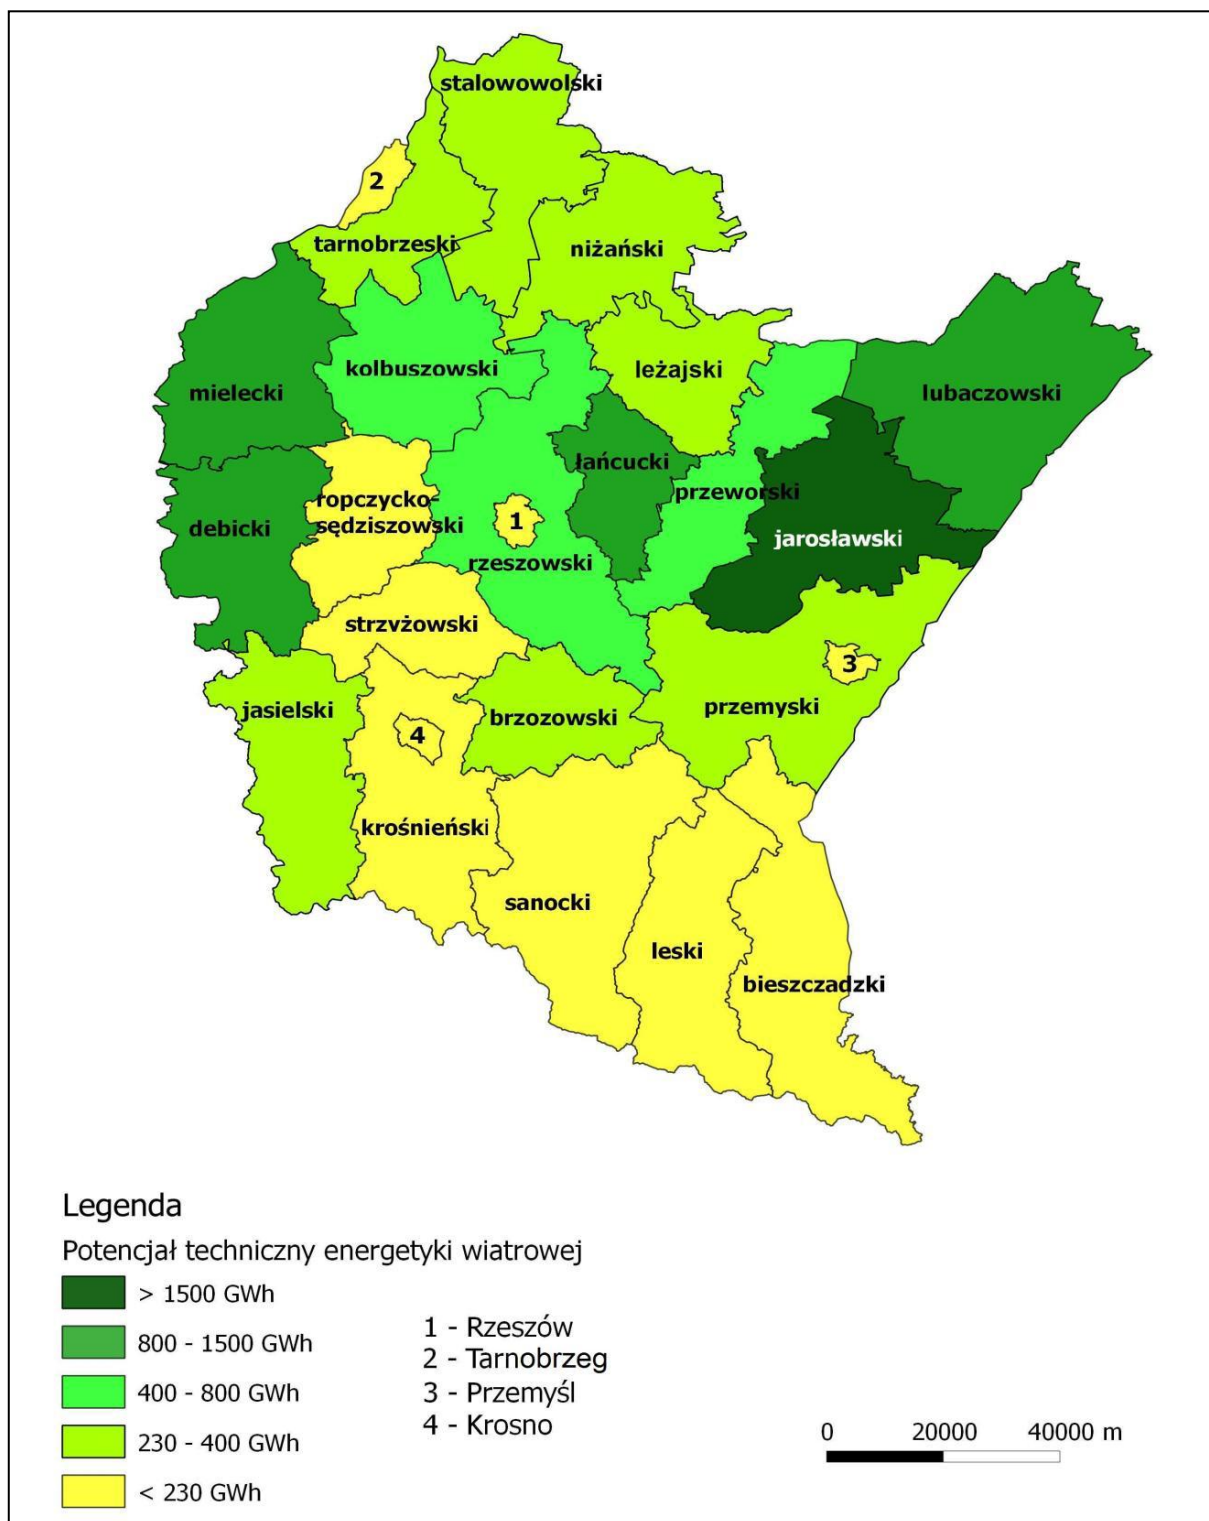 stalowowolski
2
tarnobrzeski
niżański
kolbuszowski
leżajski
mielecki
lubaczowski
łańcucki
ropczycko-
sędziszowski
przeworski
debicki
1
jarosławski
rzeszowski
strzvżowski
3
jasielski
brzozowski
przemyski
4
krośnieński
sanocki
leski
bieszczadzki
Legenda
Potencjał techniczny energetyki wiatrowej
> 1500 GWh
800 - 1500 GWh
400 - 800 GWh
230 - 400 GWh
< 230 GWh
1 - Rzeszów
2 - Tarnobrzeg
3 - Przemyśl
4 - Krosno
0 20000 40000 m